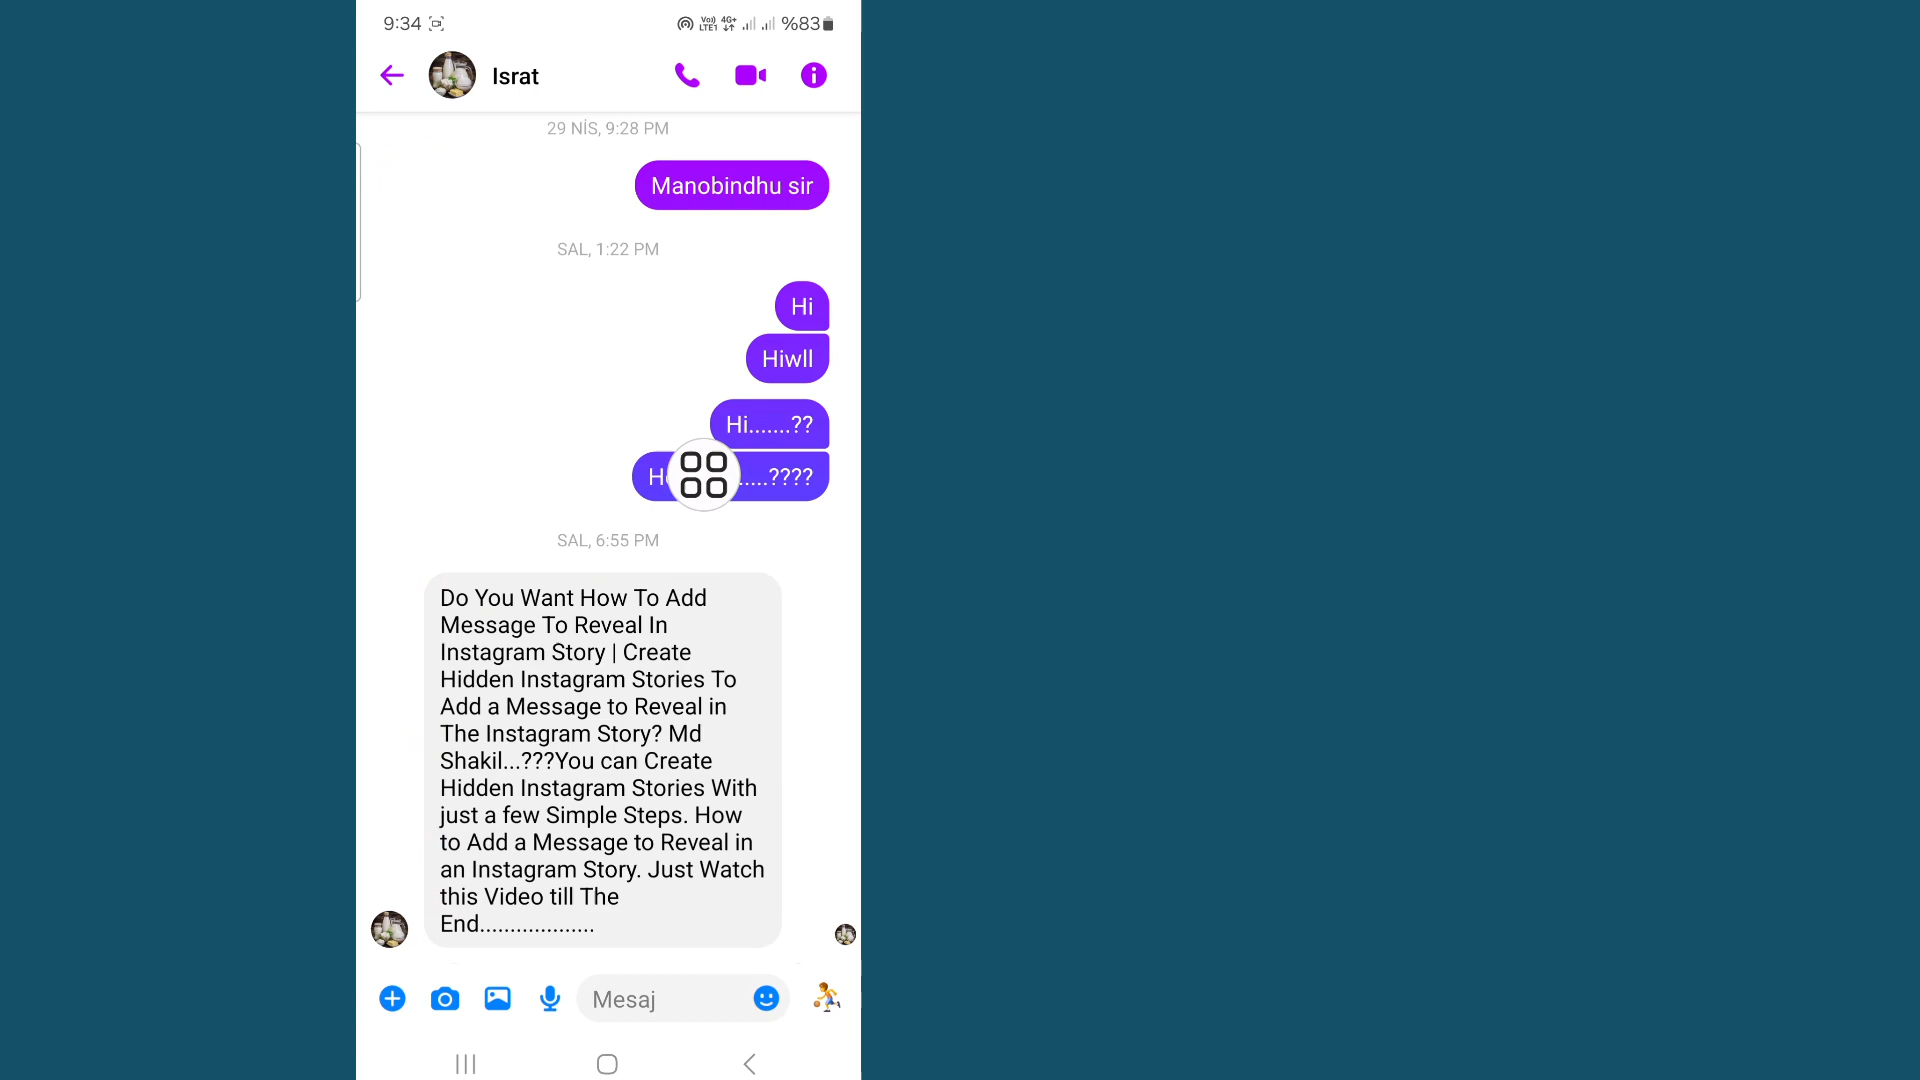 9:34
Vo)) LTE1 4G+ %83
Israt
29 NİS, 9:28 PM
Manobindhu sir
SAL, 1:22 PM
Hi
Hiwll
Hi.......??
.....????
SAL, 6:55 PM
Do You Want How To Add
Message To Reveal In
Instagram Story | Create
Hidden Instagram Stories To
Add a Message to Reveal in
The Instagram Story? Md
Shakil...???You can Create
Hidden Instagram Stories With
just a few Simple Steps. How
to Add a Message to Reveal in
an Instagram Story. Just Watch
this Video till The
End...................
Mesaj